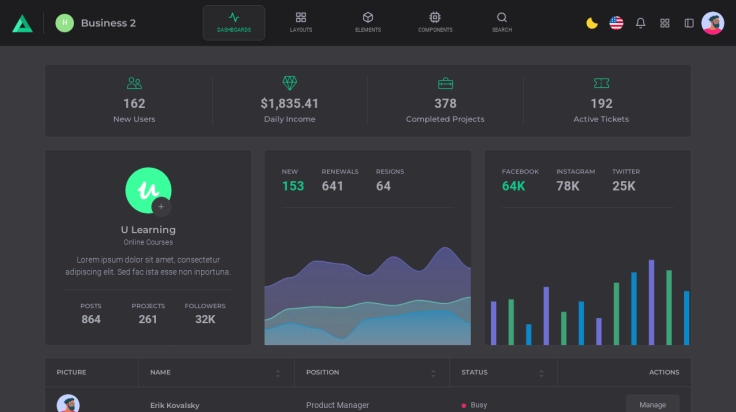 H Business 2
DASHBOARDS LAYOUTS ELEMENTS COMPONENTS SEARCH
162 $1,835.41 378 192
New Users Daily Income Completed Projects Active Tickets
u
U Learning
Online Courses
Lorem ipsum dolor sit amet, consectetur
adipiscing elit. Sed fac ista esse non inportuna.
POSTS PROJECTS FOLLOWERS
864 261 32K
NEW RENEWALS RESIGNS
153 641 64
FACEBOOK INSTAGRAM TWITTER
64K 78K 25K
PICTURE NAME POSITION STATUS ACTIONS
Erik Kovalsky Product Manager Busy Manage